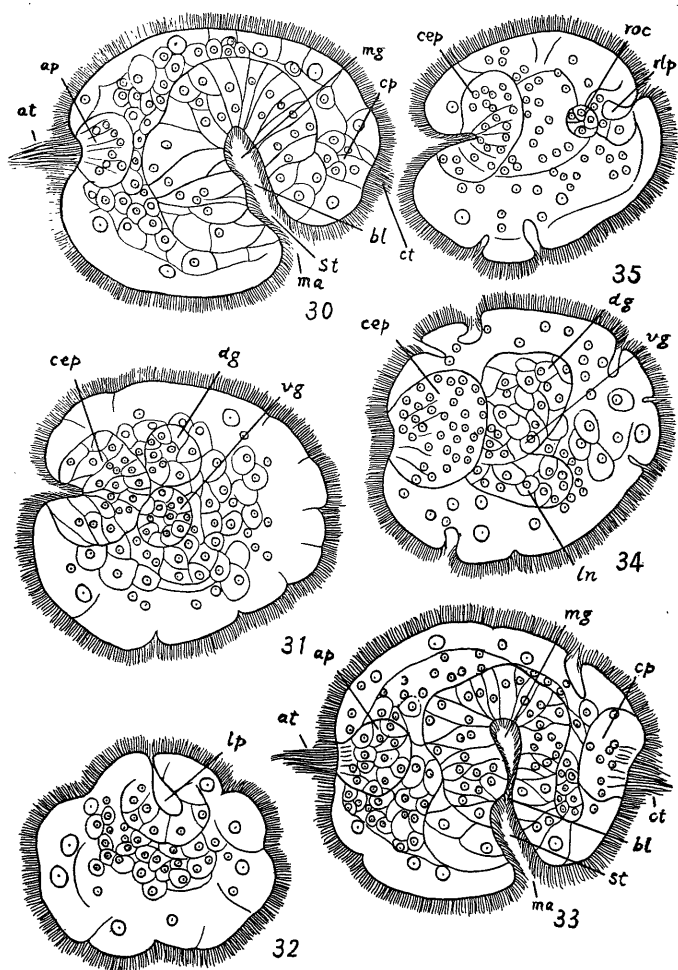 ap
at
mg
cp
bl
ct
st
ma
30
cep
roc
rlp
35
cep
dg
vg
31
cep
dg
vg
ln
34
lp
32
ap
at
mg
cp
ct
bl
st
ma
33